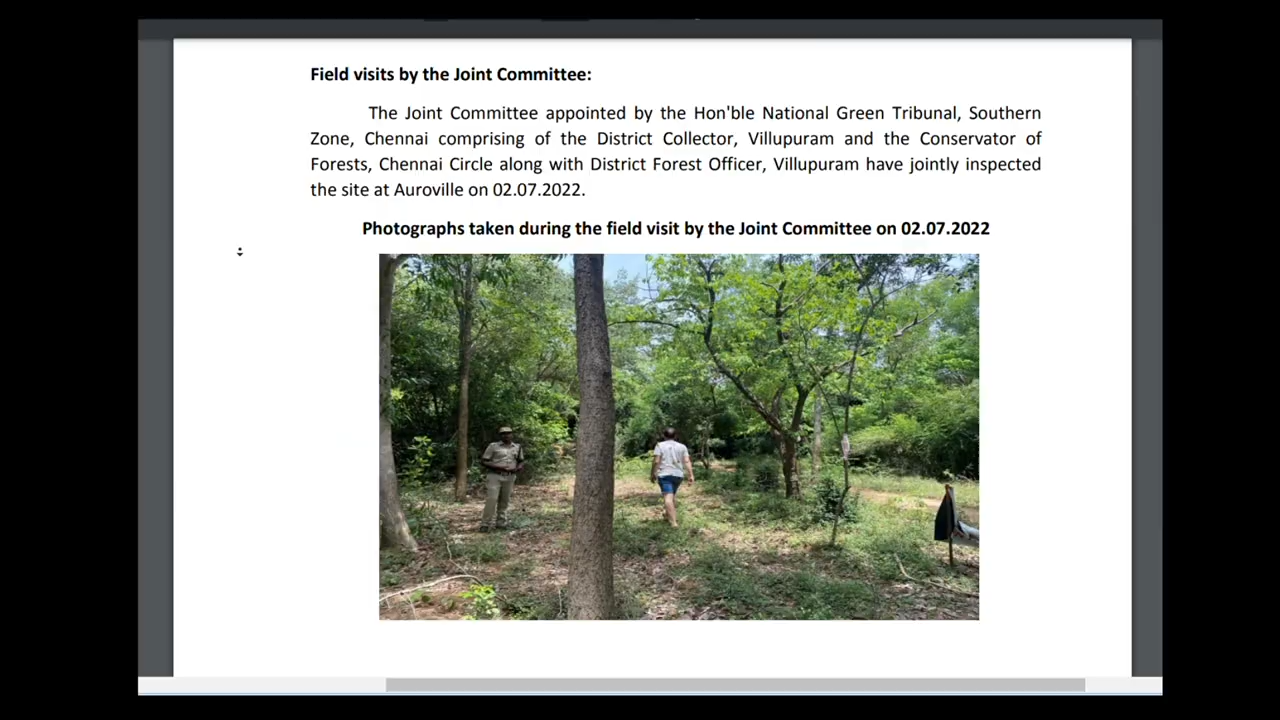 Field visits by the Joint Committee:
The Joint Committee appointed by the Hon'ble National Green Tribunal, Southern
Zone, Chennai comprising of the District Collector, Villupuram and the Conservator of
Forests, Chennai Circle along with District Forest Officer, Villupuram have jointly inspected
the site at Auroville on 02.07.2022.
Photographs taken during the field visit by the Joint Committee on 02.07.2022